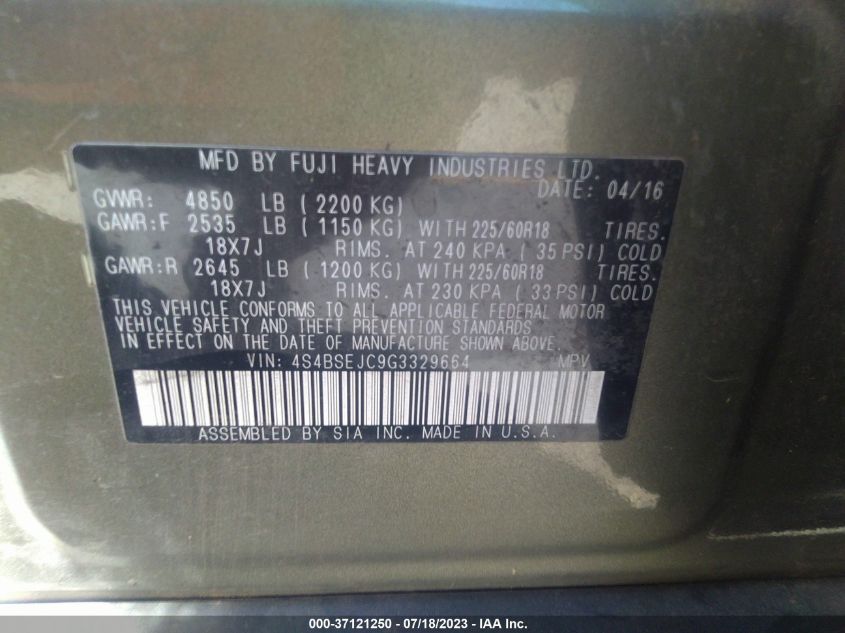 MFD BY FUJI HEAVY INDUSTRIES LTD.
DATE: 04/16
GVWR: 4850 LB ( 2200 KG)
GAWR:F 2535 LB ( 1150 KG) WITH 225/60R18 TIRES.
18X7J RIMS. AT 240 KPA ( 35 PSI) COLD
GAWR:R 2645 LB ( 1200 KG) WITH 225/60R18 TIRES.
18X7J RIMS. AT 230 KPA ( 33 PSI) COLD
THIS VEHICLE CONFORMS TO ALL APPLICABLE FEDERAL MOTOR
VEHICLE SAFETY AND THEFT PREVENTION STANDARDS
IN EFFECT ON THE DATE OF MANUFACTURE SHOWN ABOVE.
VIN: 4S4BSEJC9G3329664 MPV
ASSEMBLED BY SIA INC. MADE IN U.S.A.
000-37121250 - 07/18/2023 - IAA Inc.